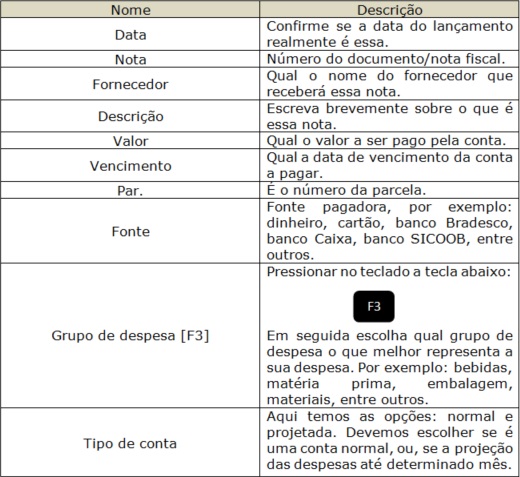 Nome Descrição
Data
Confirme se a data do lançamento
realmente é essa.
Nota
Número do documento/nota fiscal.
Fornecedor
Qual o nome do fornecedor que
receberá essa nota.
Descrição
Escreva brevemente sobre o que é
essa nota.
Valor
Qual o valor a ser pago pela conta.
Vencimento
Qual a data de vencimento da conta
a pagar.
Par.
É o número da parcela.
Fonte
Fonte pagadora, por exemplo:
dinheiro, cartão, banco Bradesco,
banco Caixa, banco SICOOB, entre
outros.
Grupo de despesa [F3]
Pressionar no teclado a tecla abaixo:
F3
Em seguida escolha qual grupo de
despesa o que melhor representa a
sua despesa. Por exemplo: bebidas,
matéria prima, embalagem,
materiais, entre outros.
Tipo de conta
Aqui temos as opções: normal e
projetada. Devemos escolher se é
uma conta normal, ou, se a projeção
das despesas até determinado mês.